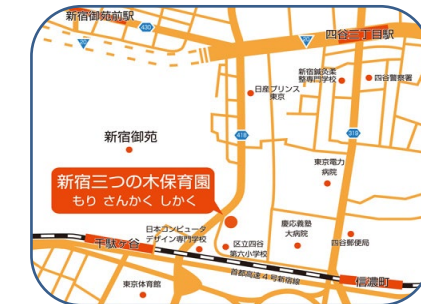 新宿御苑前駅
430
四谷三丁目駅
新宿鍼灸柔
整専門学校
四谷警察署
日産プリンス
東京
418
319
新宿御苑
東京電力
病院
新宿三つの木保育園
もり さんかく しかく
日本コンピュータ
デザイン専門学校
千駄ヶ谷
区立四谷
第六小学校
慶応義塾
大病院
四谷郵便局
首都高速4号新宿線
信濃町
東京体育館